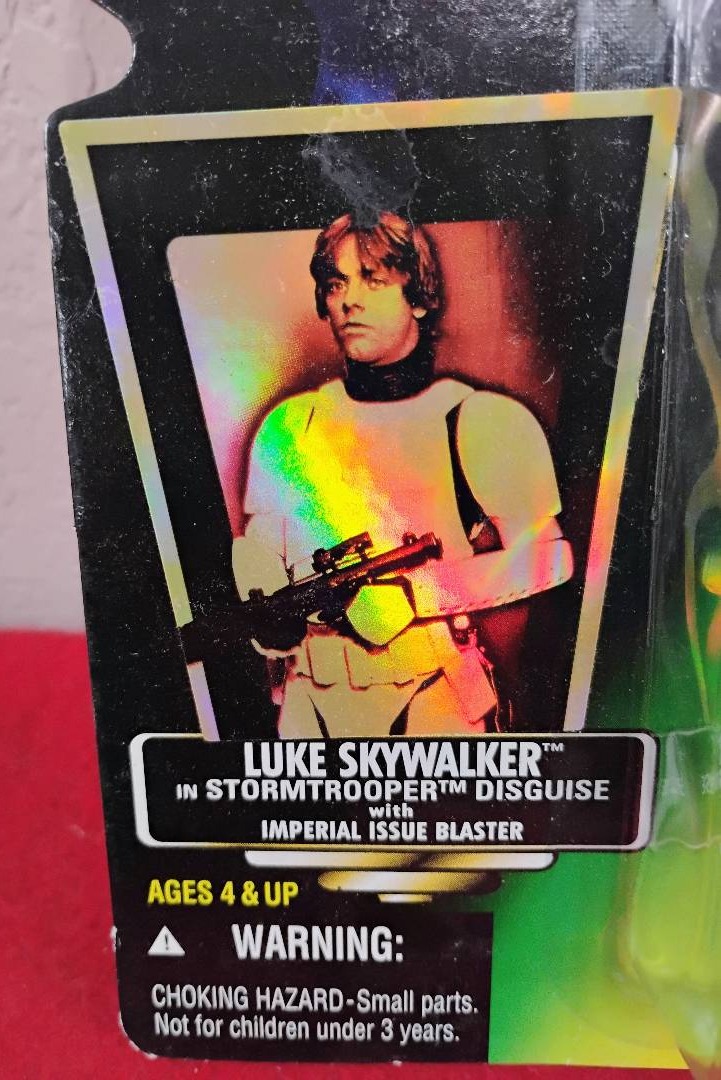 LUKE SKYWALKER™
IN STORMTROOPER™ DISGUISE
with
IMPERIAL ISSUE BLASTER
AGES 4 & UP
WARNING:
CHOKING HAZARD-Small parts.
Not for children under 3 years.